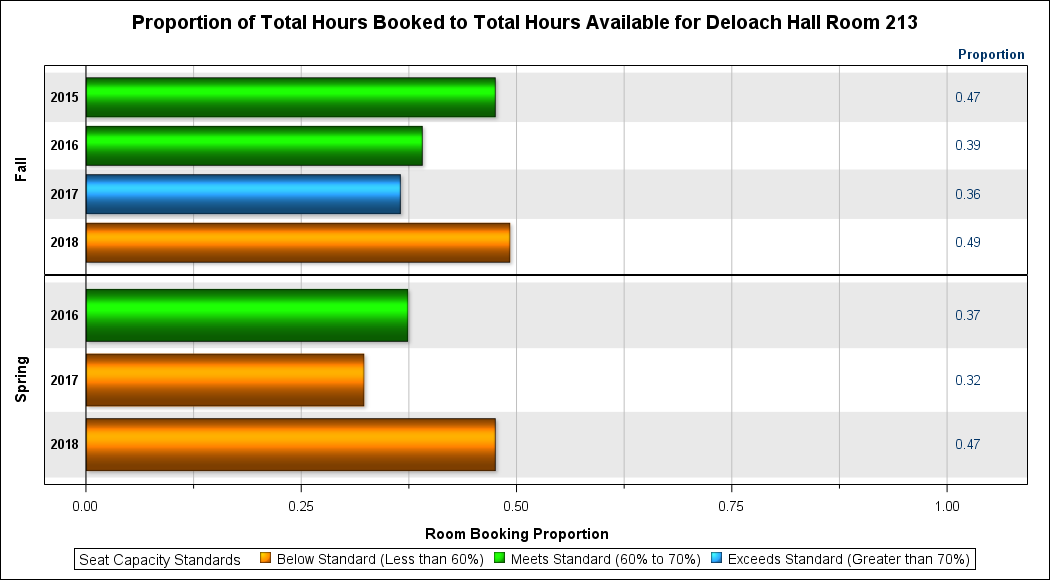 Proportion of Total Hours Booked to Total Hours Available for Deloach Hall Room 213
Proportion
Fall
2015 0.47
2016 0.39
2017 0.36
2018 0.49
Spring
2016 0.37
2017 0.32
2018 0.47
0.00 0.25 0.50 0.75 1.00
Room Booking Proportion
Seat Capacity Standards Below Standard (Less than 60%) Meets Standard (60% to 70%) Exceeds Standard (Greater than 70%)